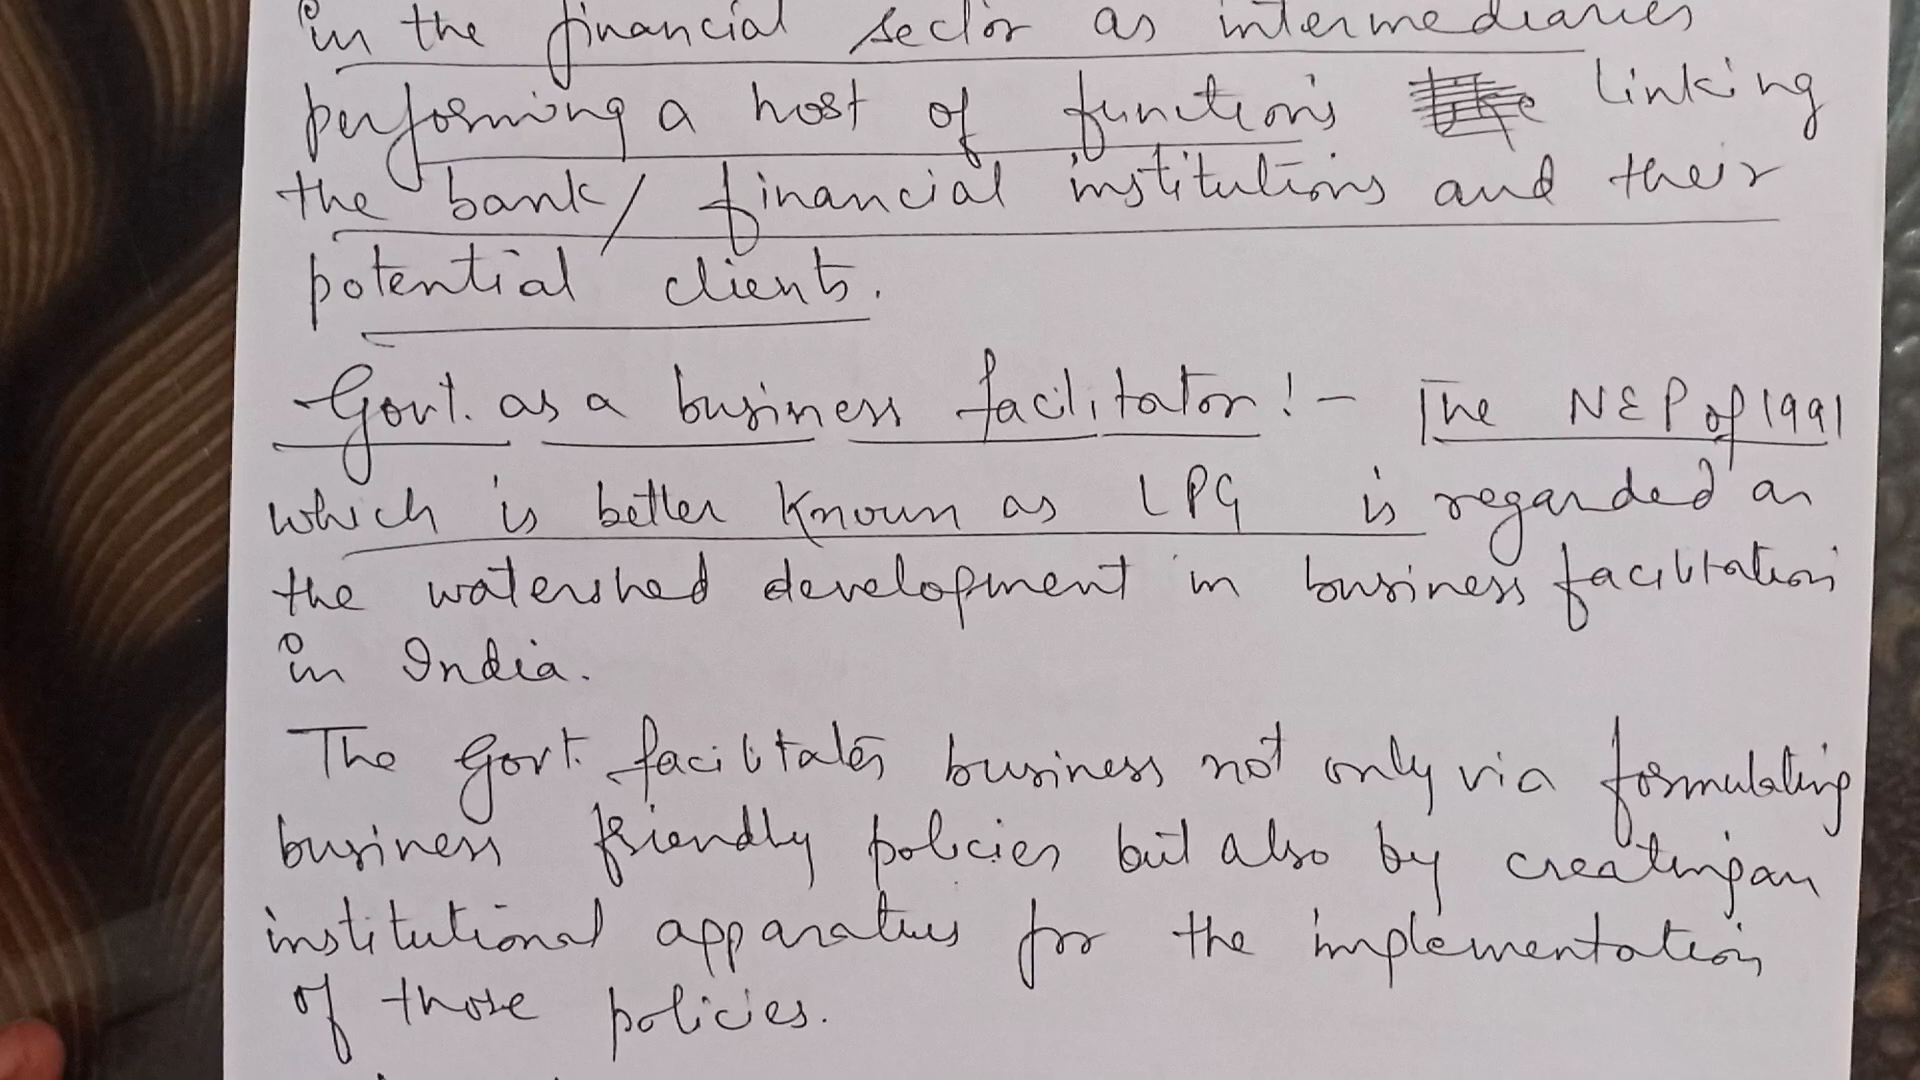 in the financial sector as intermediaries
performing a host of functions linking
the bank/ financial institutions and their
potential clients.
Govt. as a business facilitator:- The NEP of 1991
which is better known as LPG is regarded as
the watershed development in business facilitation
in India.
The govt. facilitates business not only via formulating
business friendly policies but also by creating an
institutional apparatus for the implementation
of those policies.